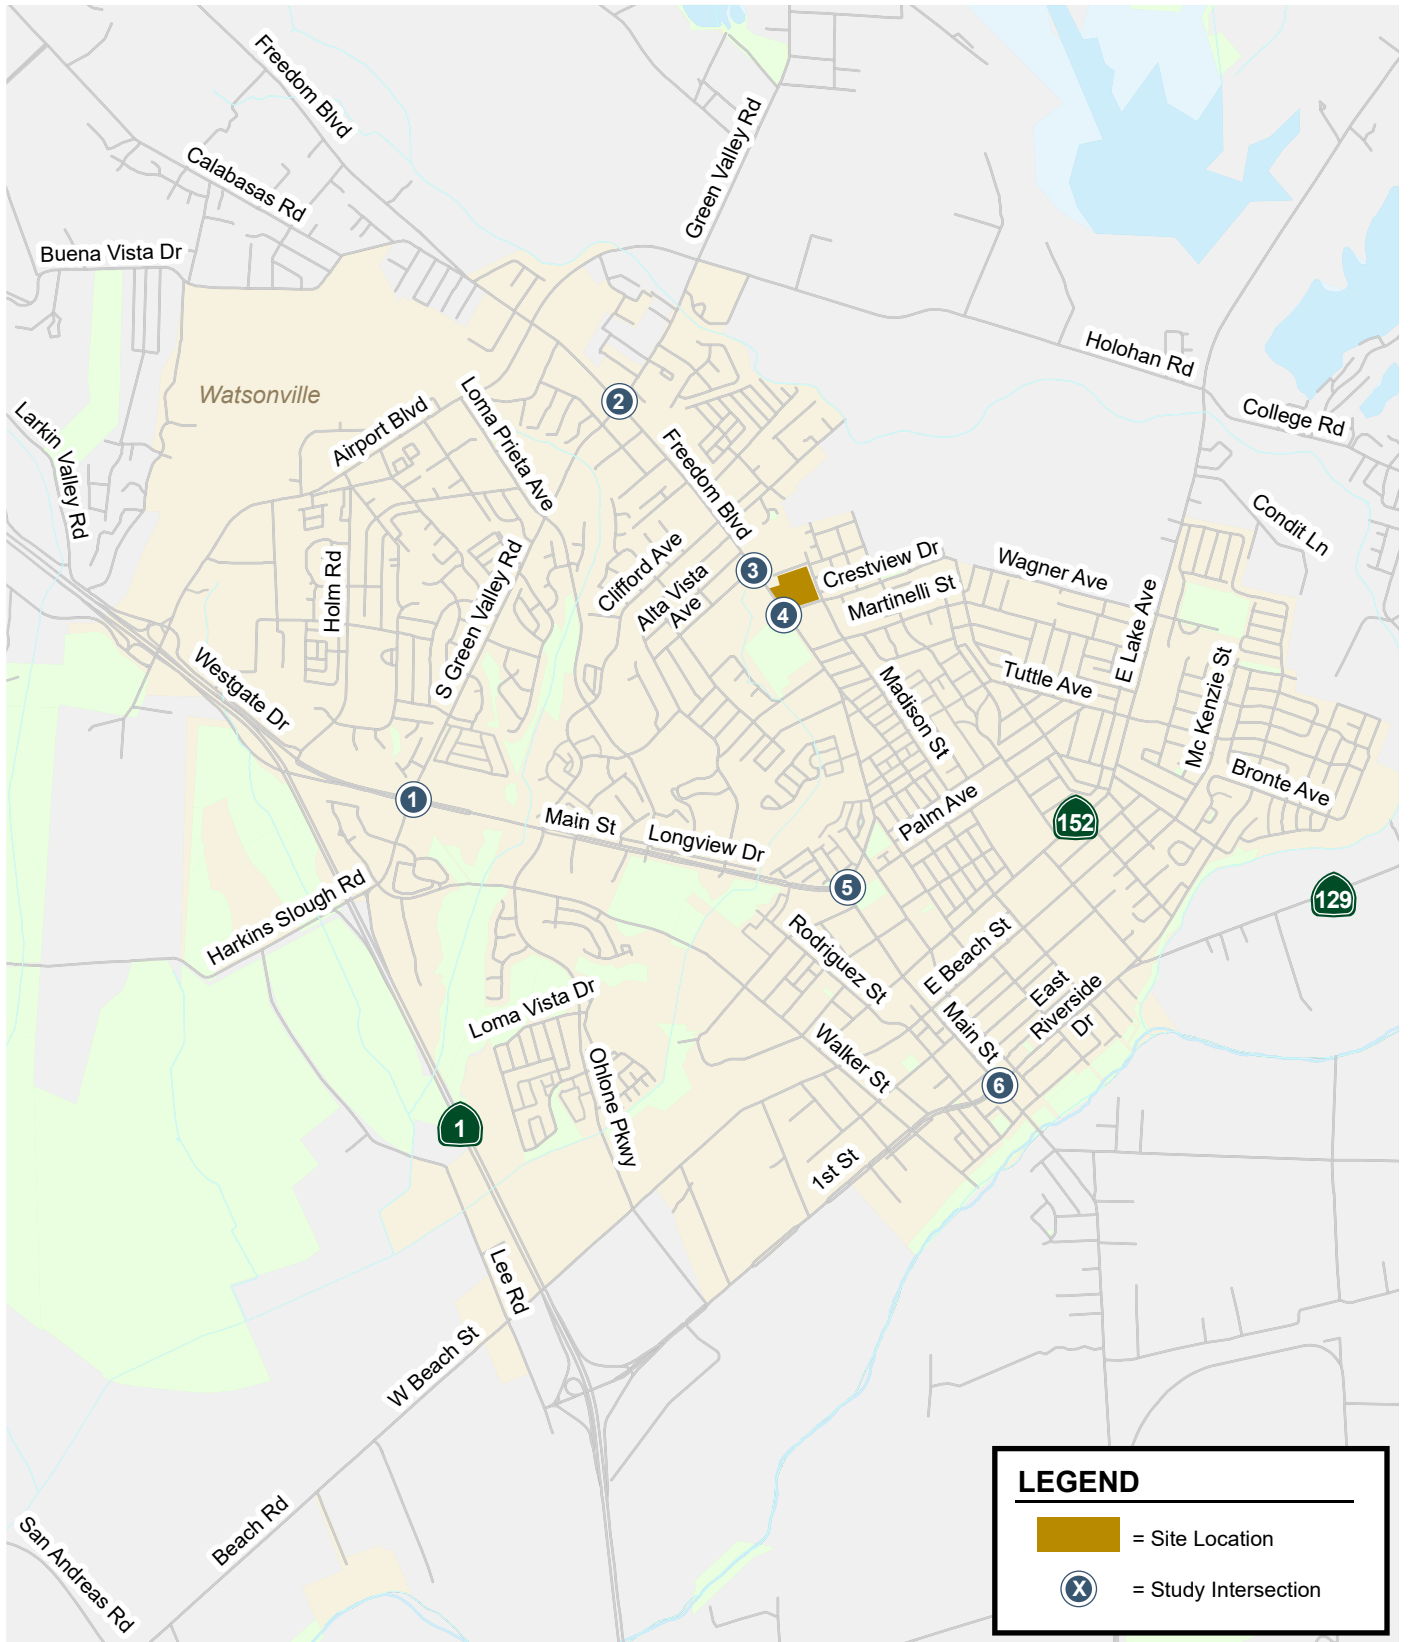 Freedom Blvd
Green Valley Rd
Calabasas Rd
Buena Vista Dr
Holohan Rd
Watsonville
Loma Prieta Ave
2
Airport Blvd
Larkin Valley Rd
College Rd
Freedom Blvd
Condit Ln
Holm Rd
S Green Valley Rd
Clifford Ave
Alta Vista
Ave
3
Crestview Dr
Wagner Ave
Martinelli St
4
E Lake Ave
Westgate Dr
Madison St
Tuttle Ave
Mc Kenzie St
1
Bronte Ave
Main St
Longview Dr
Palm Ave
152
5
129
Harkins Slough Rd
Rodriguez St
E Beach St
East
Riverside
Dr
Loma Vista Dr
Main St
Walker St
Ohlone Pkwy
6
1
1st St
Lee Rd
W Beach St
Beach Rd
San Andreas Rd
LEGEND
= Site Location
X = Study Intersection